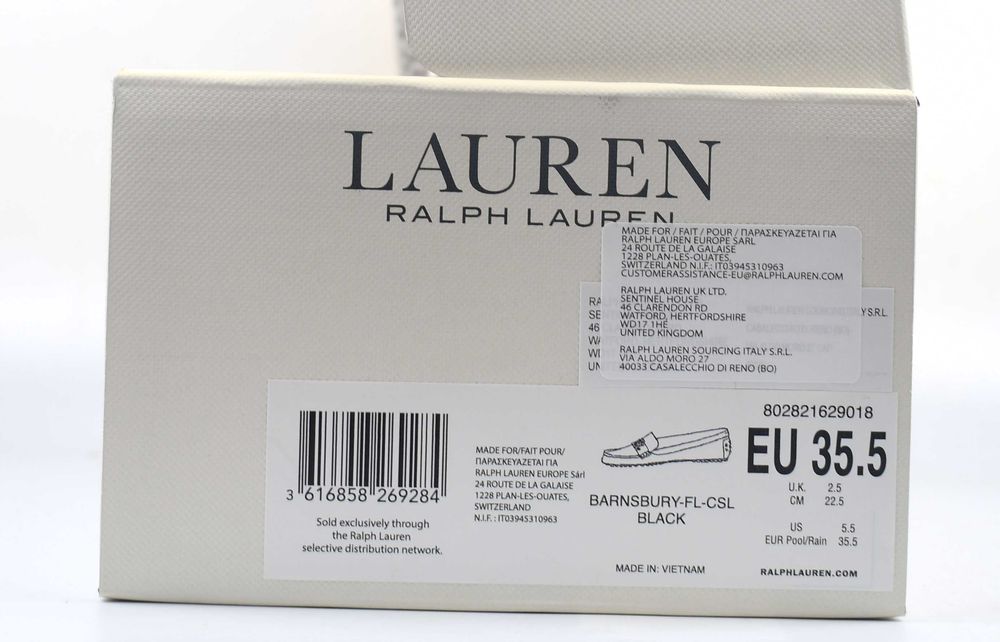 LAUREN
RALPH LAUREN
MADE FOR / FAIT / POUR / ΠΑΡΑΣΚΕΥΑΖΕΤΑΙ ΓΙΑ
RALPH LAUREN EUROPE SARL
24 ROUTE DE LA GALAISE
1228 PLAN-LES-OUATES,
SWITZERLAND N.I.F.: IT03945310963
CUSTOMERASSISTANCE-EU@RALPHLAUREN.COM
RALPH LAUREN UK LTD.
SENTINEL HOUSE
46 CLARENDON RD
WATFORD, HERTFORDSHIRE
WD17 1HE
UNITED KINGDOM
RALPH LAUREN SOURCING ITALY S.R.L.
VIA ALDO MORO 27
40033 CASALECCHIO DI RENO (BO)
Y S.R.L.
3 616858 269284
Sold exclusively through
the Ralph Lauren
selective distribution network.
MADE FOR/FAIT POUR/
ΠΑΡΑΣΚΕΥΑΖΕΤΑΙ ΓΙΑ
RALPH LAUREN EUROPE Sàrl
24 ROUTE DE LA GALAISE
1228 PLAN-LES-OUATES,
SWITZERLAND
N.I.F. : IT03945310963
BARNSBURY-FL-CSL
BLACK
MADE IN: VIETNAM
802821629018
EU 35.5
U.K. 2.5
CM 22.5
US 5.5
EUR Pool/Rain 35.5
RALPHLAUREN.COM